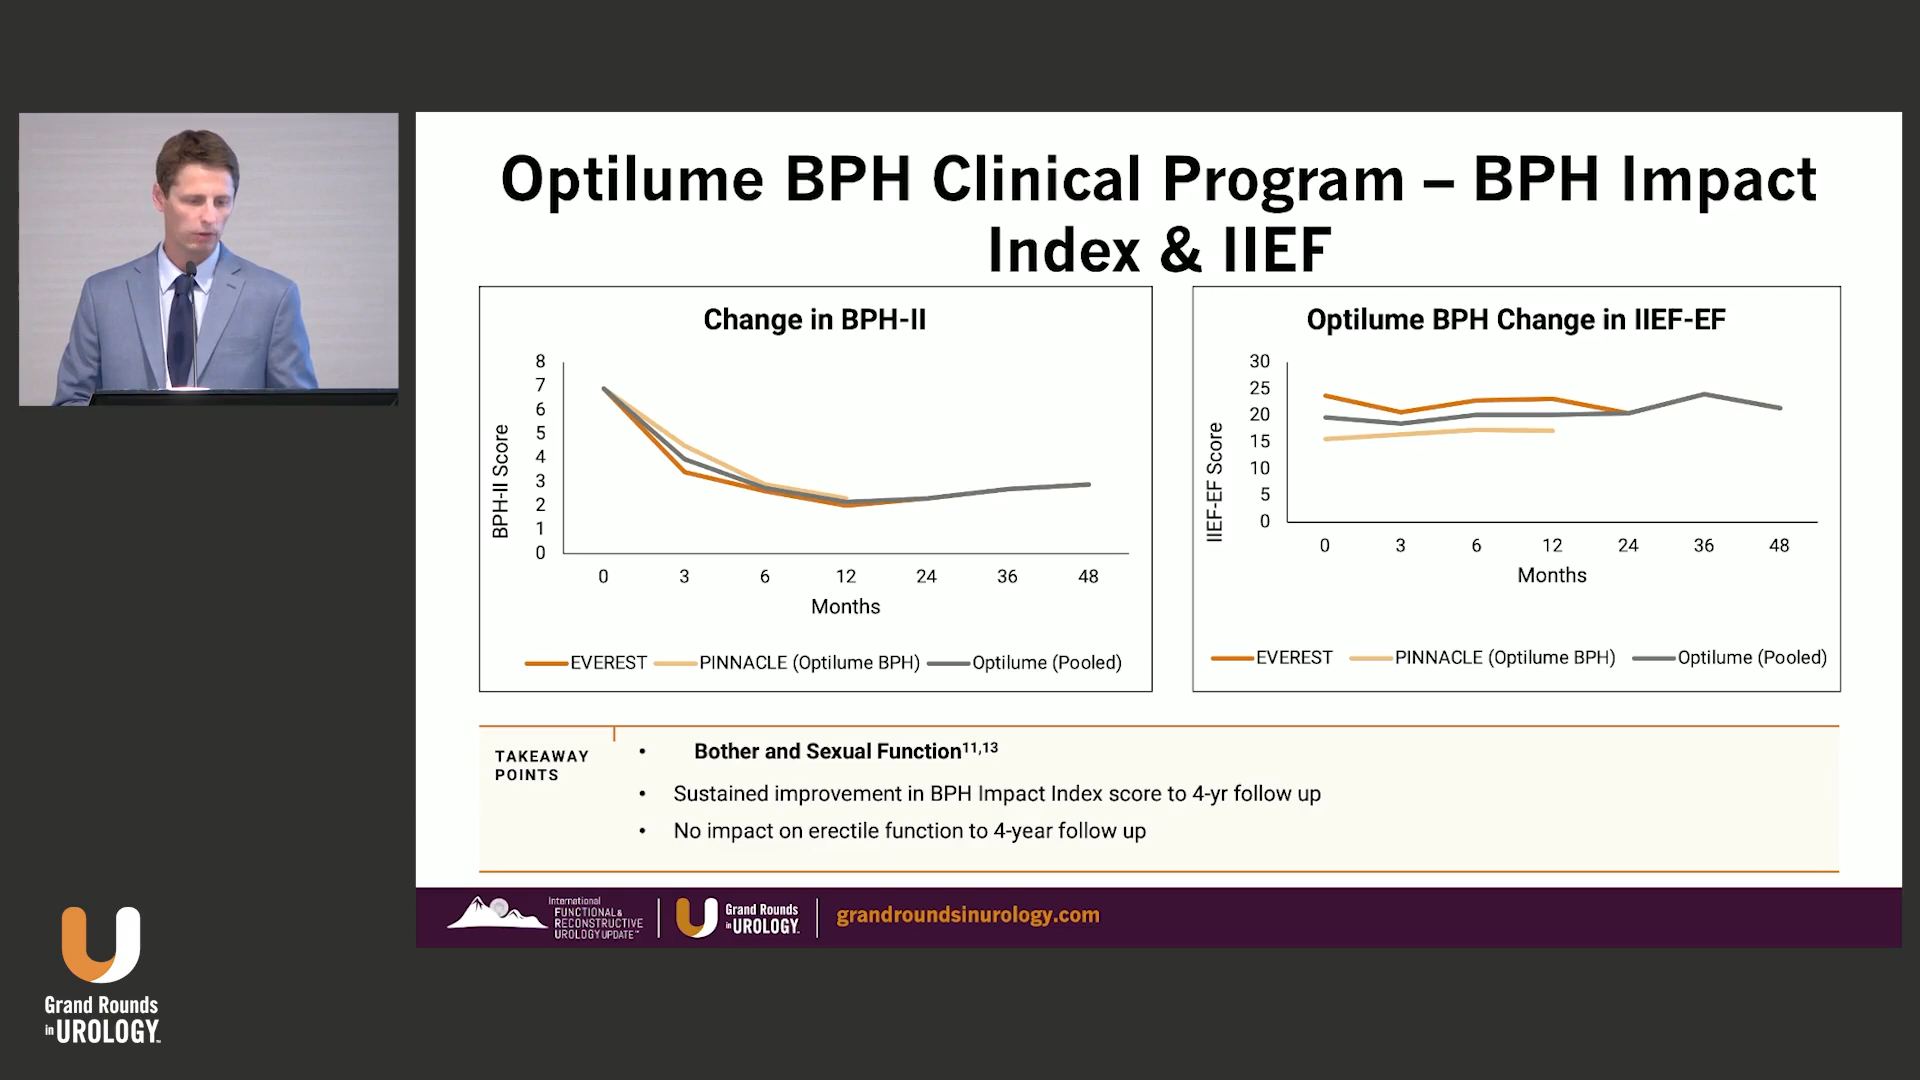 Optilume BPH Clinical Program – BPH Impact
Index & IIEF
Change in BPH-II
8
7
6
5
4
3
2
1
0
BPH-II Score
0 3 6 12 24 36 48
Months
EVEREST PINNACLE (Optilume BPH) Optilume (Pooled)
Optilume BPH Change in IIEF-EF
30
25
20
15
10
5
0
IIEF-EF Score
0 3 6 12 24 36 48
Months
EVEREST PINNACLE (Optilume BPH) Optilume (Pooled)
TAKEAWAY
POINTS
• Bother and Sexual Function11,13
• Sustained improvement in BPH Impact Index score to 4-yr follow up
• No impact on erectile function to 4-year follow up
International
FUNCTIONAL &
RECONSTRUCTIVE
UROLOGY UPDATE™
Grand Rounds
in UROLOGY™
grandroundsinurology.com
Grand Rounds
in UROLOGY™